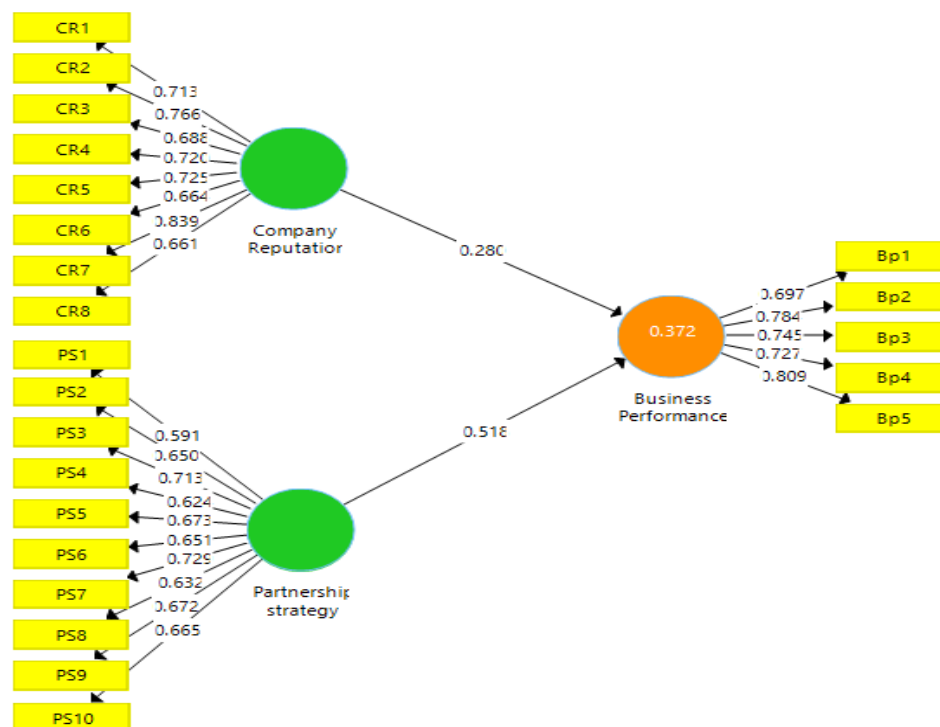 CR1
CR2
CR3
CR4
CR5
CR6
CR7
CR8
0.713
0.766
0.688
0.720
0.725
0.664
0.839
0.661
Company
Reputation
0.280
PS1
PS2
PS3
PS4
PS5
PS6
PS7
PS8
PS9
PS10
0.591
0.650
0.713
0.624
0.673
0.651
0.729
0.632
0.672
0.665
Partnership
strategy
0.518
0.372
Business
Performance
0.697
0.784
0.745
0.727
0.809
Bp1
Bp2
Bp3
Bp4
Bp5